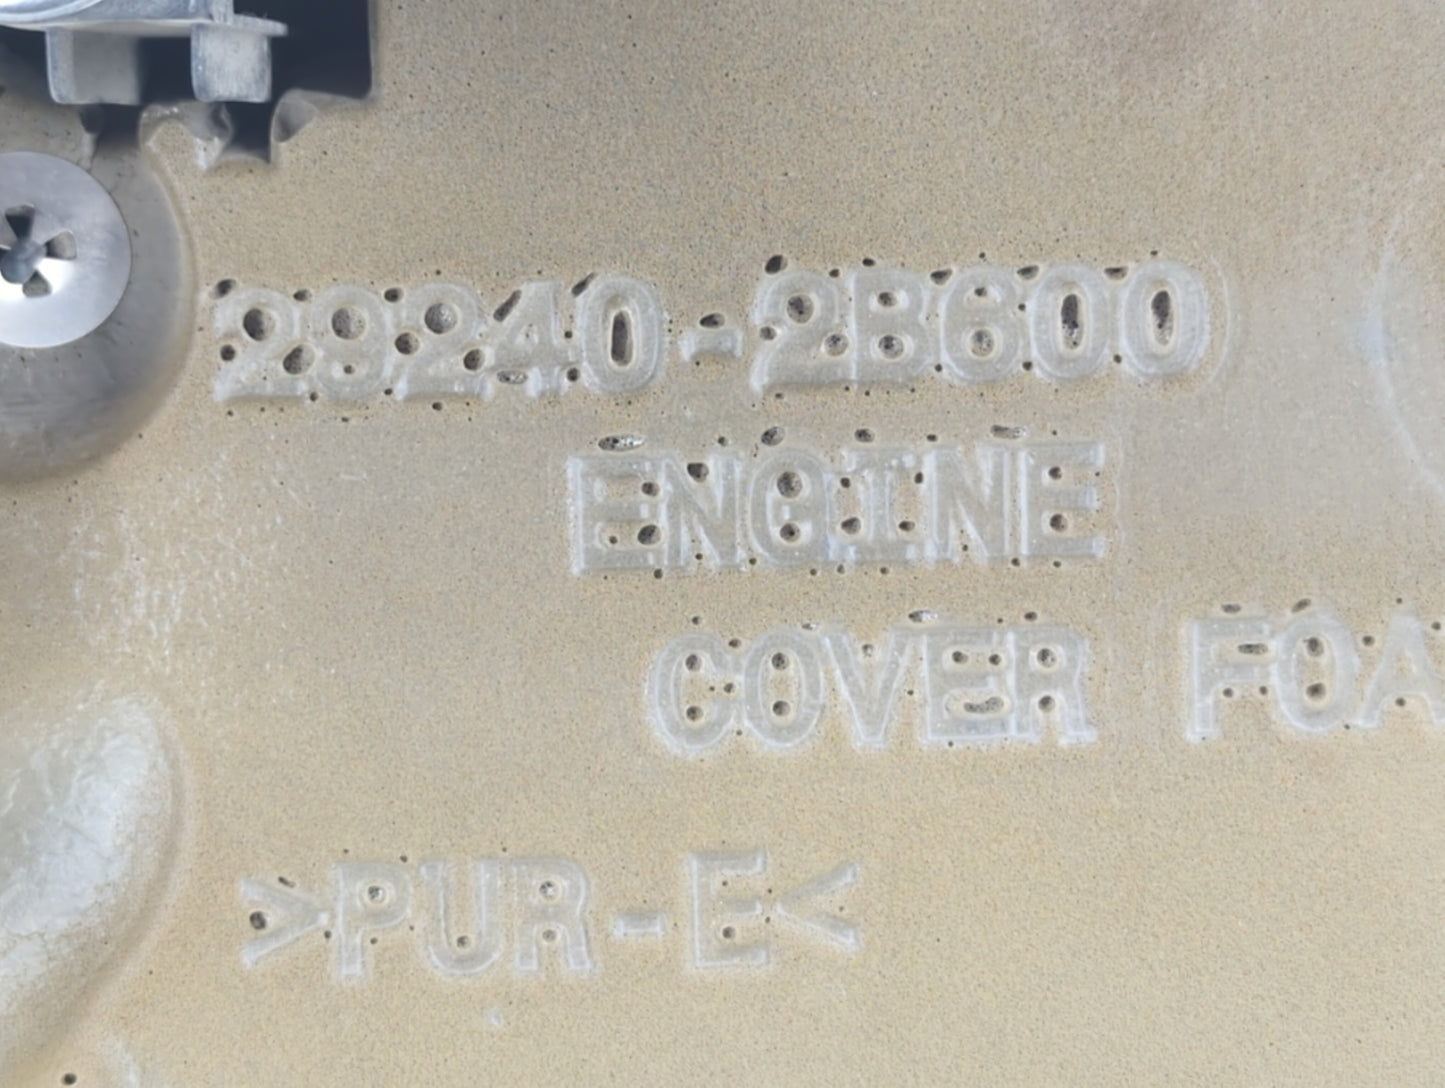 29240-2B600
ENGINE
COVER FOA
>PUR-E<